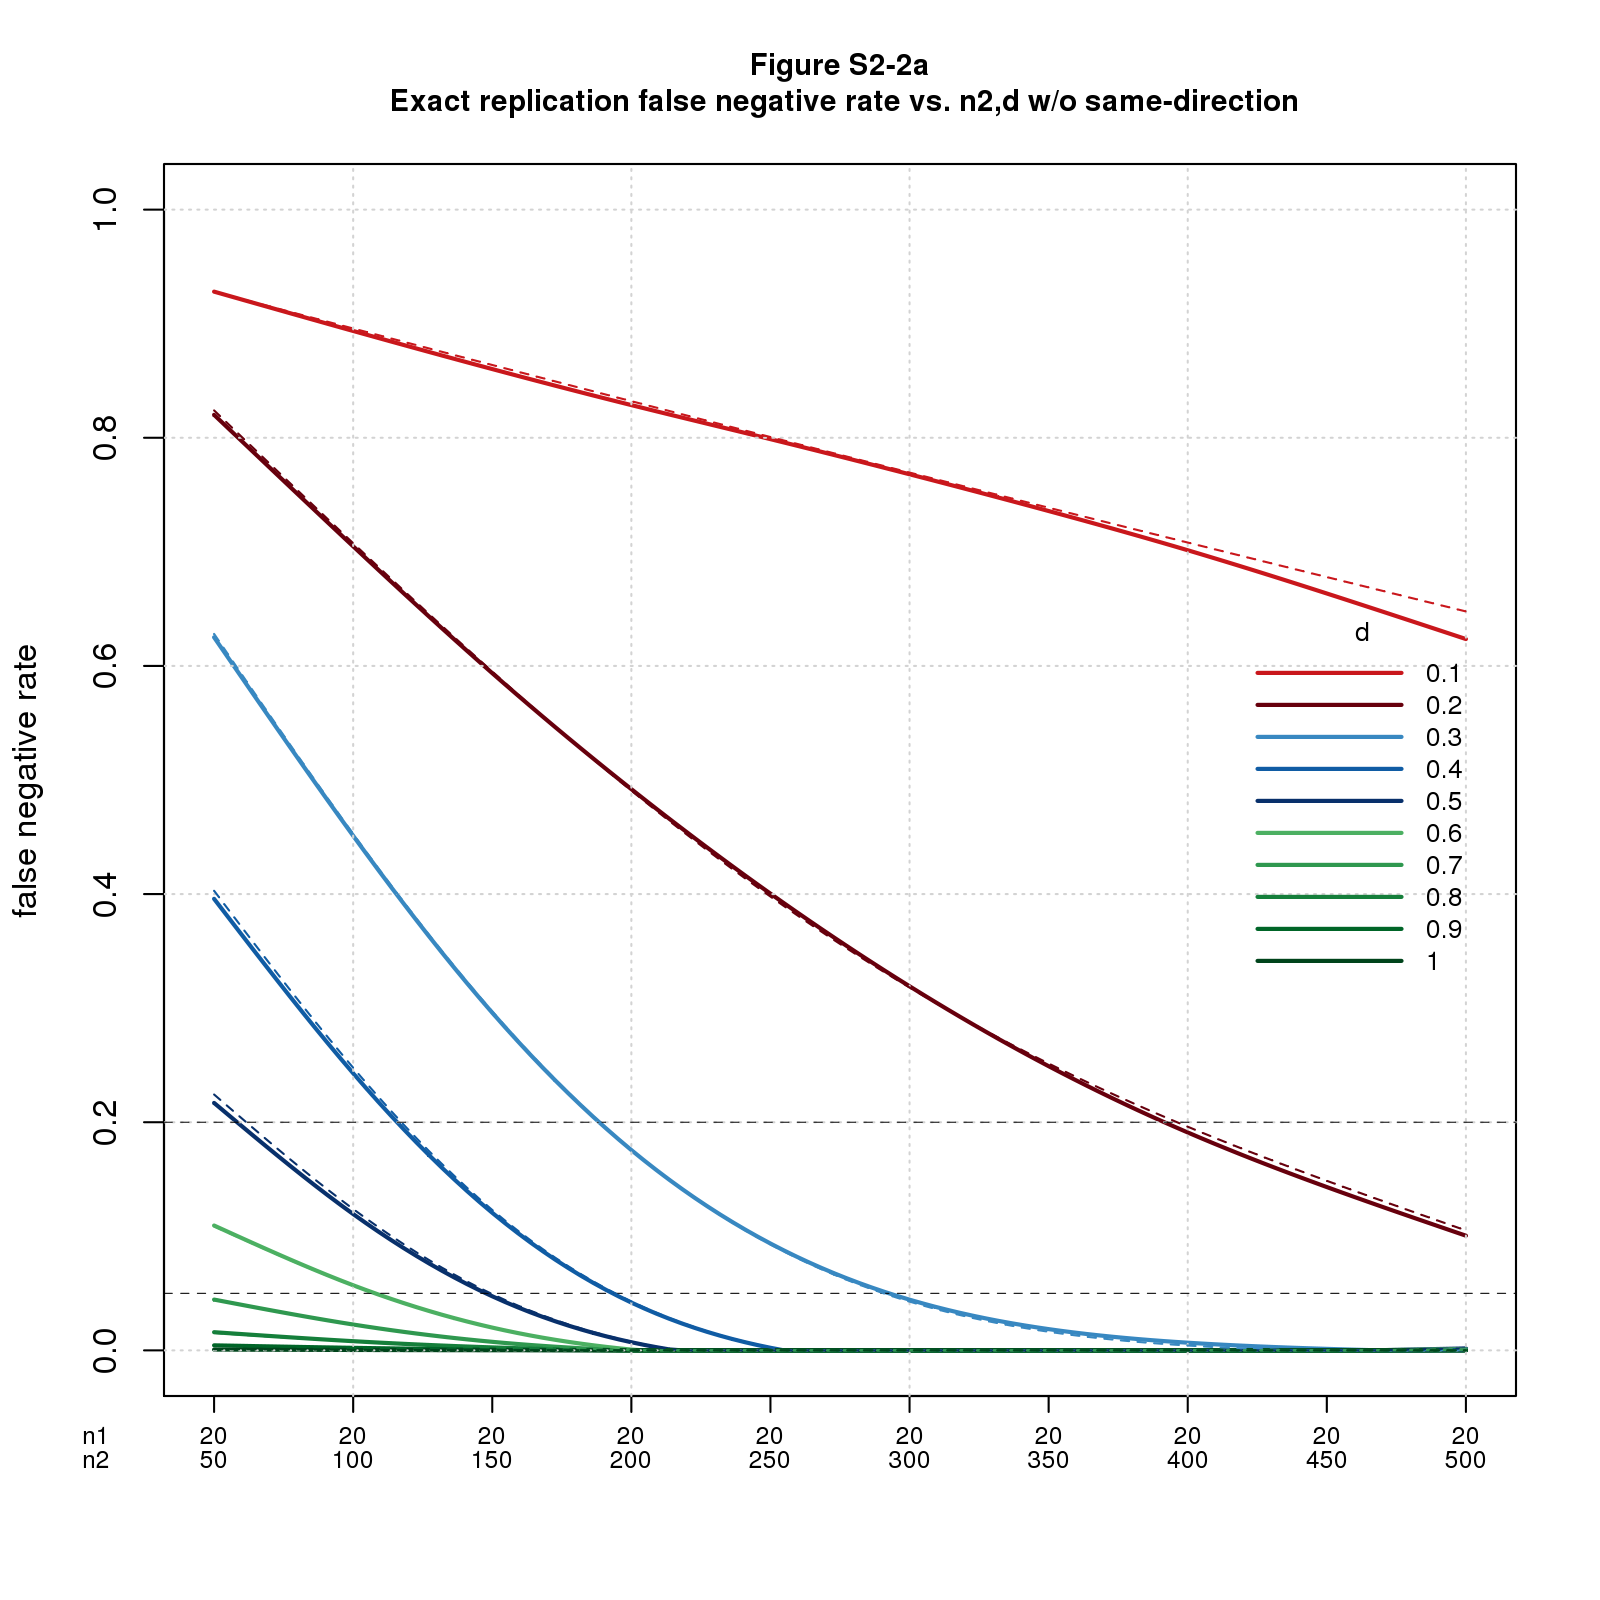 Figure S2-2a
Exact replication false negative rate vs. n2,d w/o same-direction
false negative rate
1.0
0.8
0.6
0.4
0.2
0.0
d
0.1
0.2
0.3
0.4
0.5
0.6
0.7
0.8
0.9
1
n1 20 20 20 20 20 20 20 20 20 20
n2 50 100 150 200 250 300 350 400 450 500